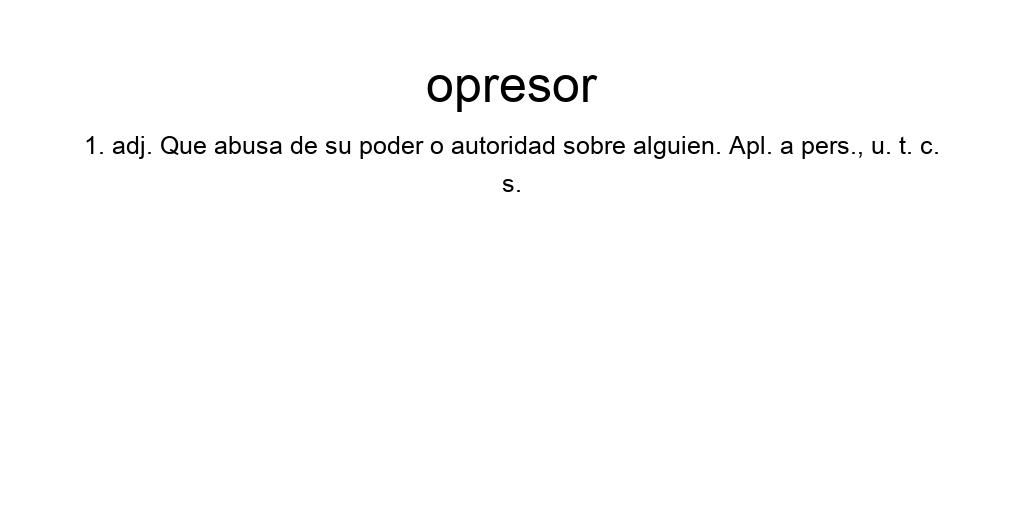 opresor
1. adj. Que abusa de su poder o autoridad sobre alguien. Apl. a pers., u. t. c.
s.